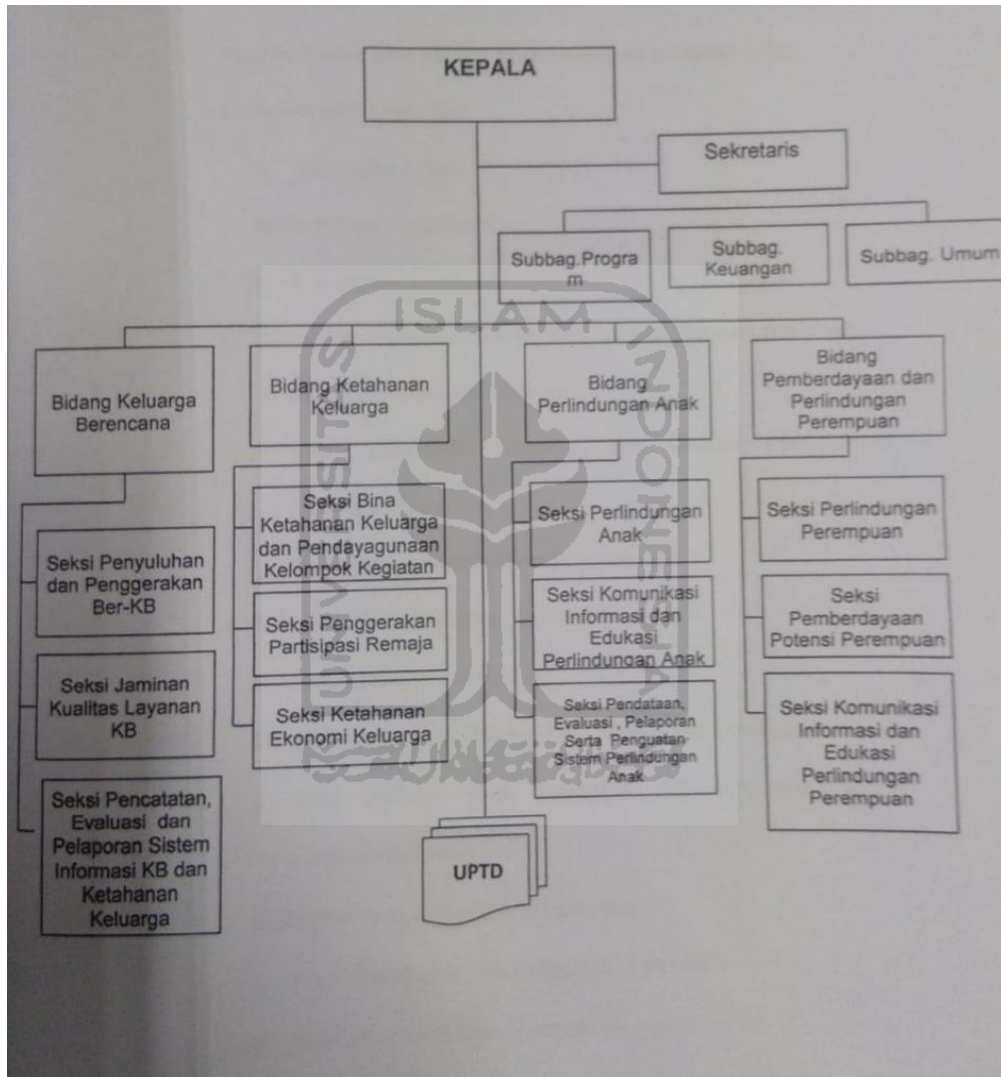 KEPALA
Sekretaris
Subbag.Progra
m
Subbag.
Keuangan
Subbag. Umum
Bidang Keluarga
Berencana
Bidang Ketahanan
Keluarga
Bidang
Perlindungan Anak
Bidang
Pemberdayaan dan
Perlindungan
Perempuan
Seksi Penyuluhan
dan Penggerakan
Ber-KB
Seksi Jaminan
Kualitas Layanan
KB
Seksi Pencatatan,
Evaluasi dan
Pelaporan Sistem
Informasi KB dan
Ketahanan
Keluarga
Seksi Bina
Ketahanan Keluarga
dan Pendayagunaan
Kelompok Kegiatan
Seksi Penggerakan
Partisipasi Remaja
Seksi Ketahanan
Ekonomi Keluarga
Seksi Perlindungan
Anak
Seksi Komunikasi
Informasi dan
Edukasi
Perlindungan Anak
Seksi Pendataan,
Evaluasi , Pelaporan
Serta Penguatan
Sistem Perlindungan
Anak
Seksi Perlindungan
Perempuan
Seksi
Pemberdayaan
Potensi Perempuan
Seksi Komunikasi
Informasi dan
Edukasi
Perlindungan
Perempuan
UPTD
UNIVERSITAS
ISLAM
INDONESIA